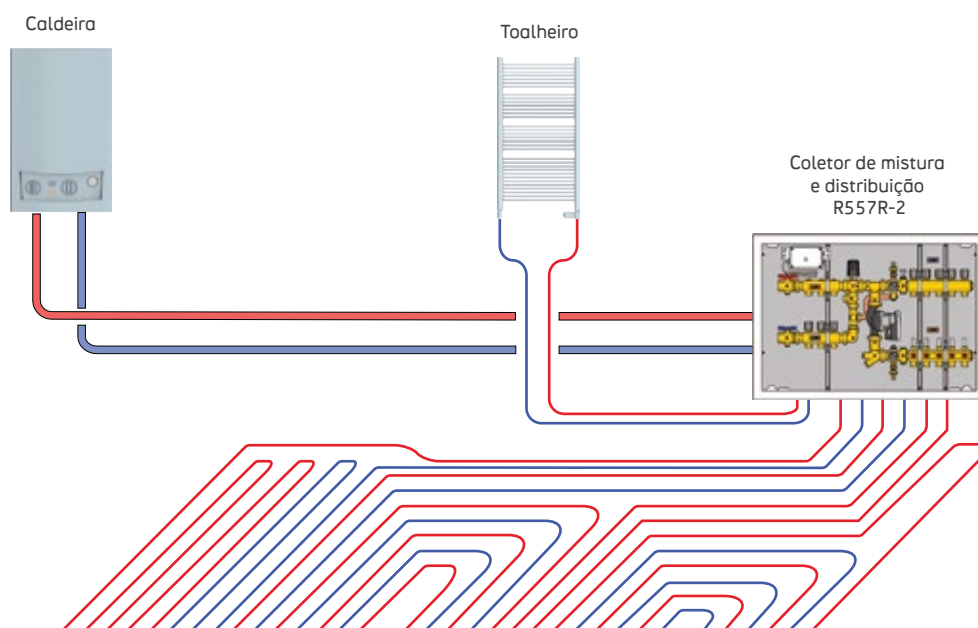 Caldeira
Toalheiro
Coletor de mistura
e distribuição
R557R-2